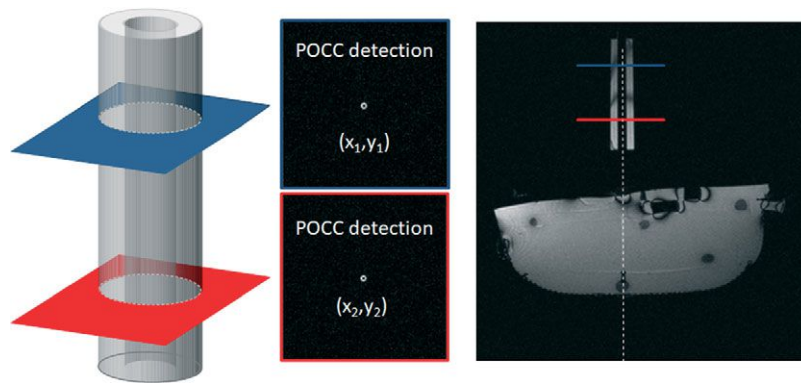 POCC detection
(x₁,y₁)
POCC detection
(x₂,y₂)